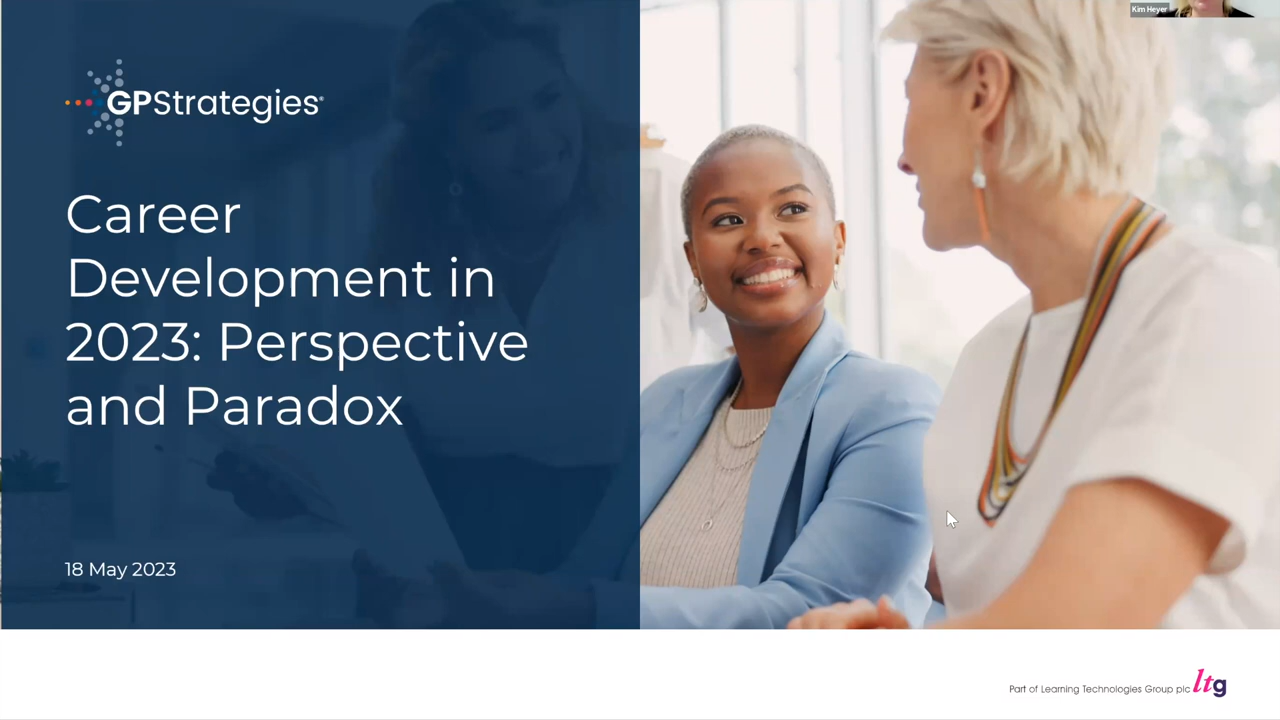 Kim Heyer
GPStrategies®
Career
Development in
2023: Perspective
and Paradox
18 May 2023
Part of Learning Technologies Group plc ltg